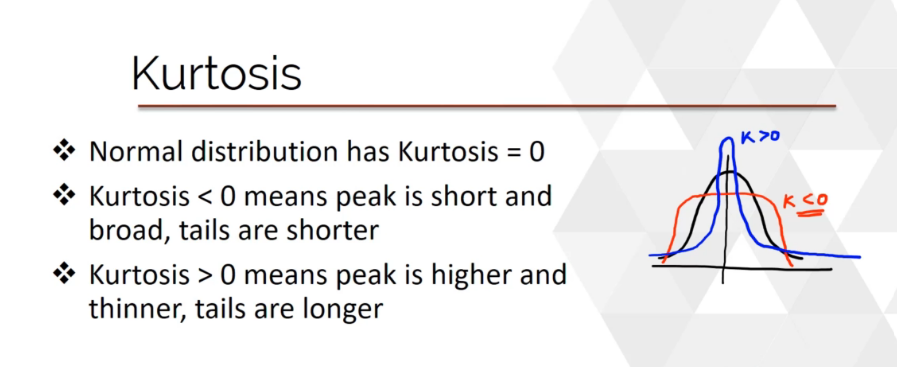 Kurtosis
❖ Normal distribution has Kurtosis = 0
❖ Kurtosis < 0 means peak is short and
broad, tails are shorter
❖ Kurtosis > 0 means peak is higher and
thinner, tails are longer
K >0
K <0